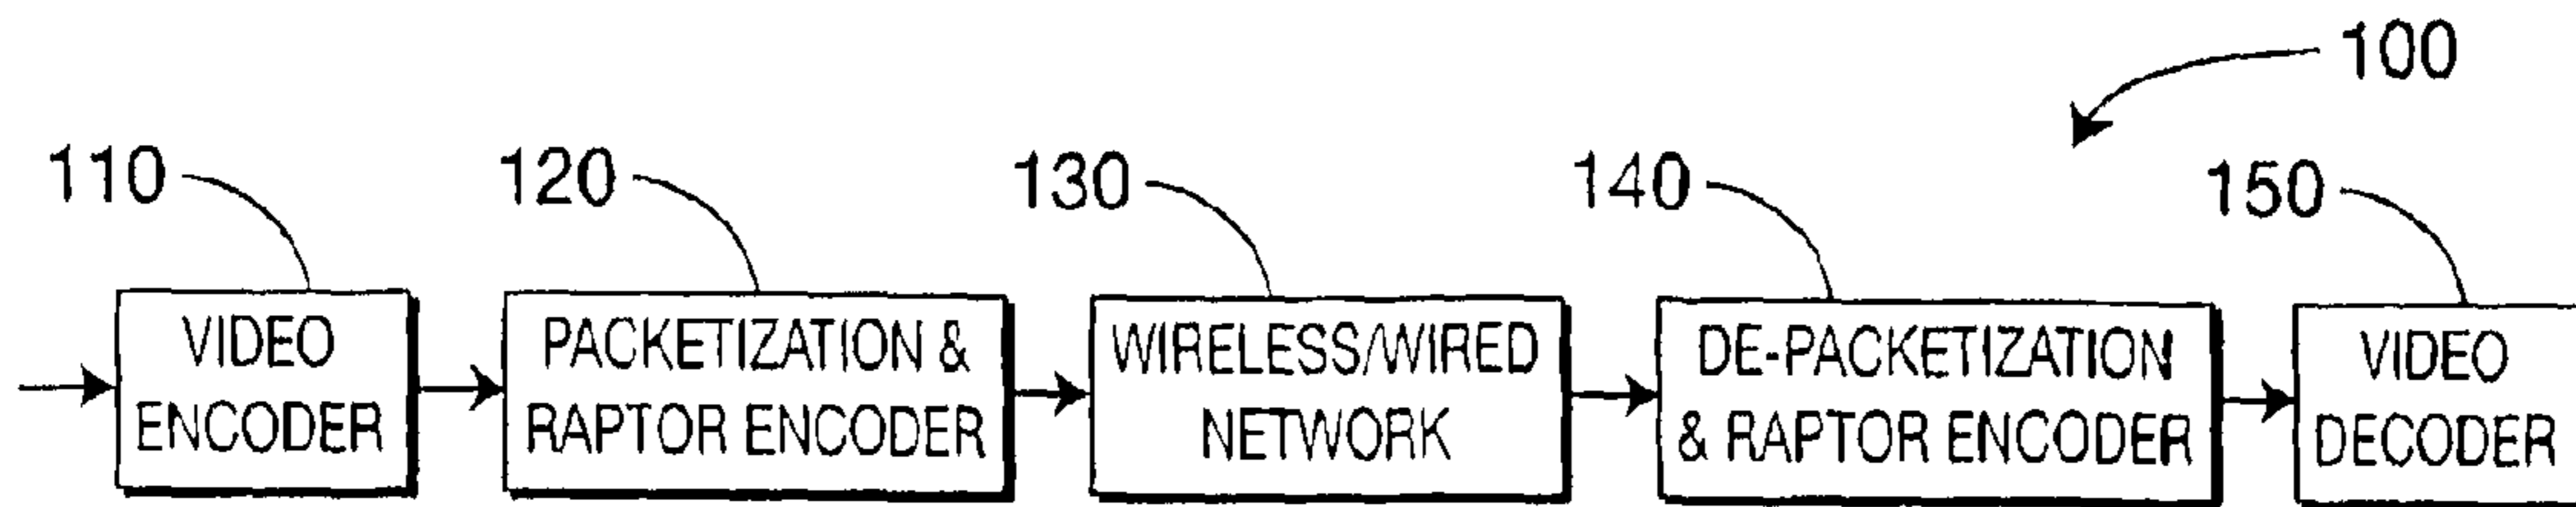 100
110
120
130
140
150
VIDEO
ENCODER
PACKETIZATION &
RAPTOR ENCODER
WIRELESS/WIRED
NETWORK
DE-PACKETIZATION
& RAPTOR ENCODER
VIDEO
DECODER